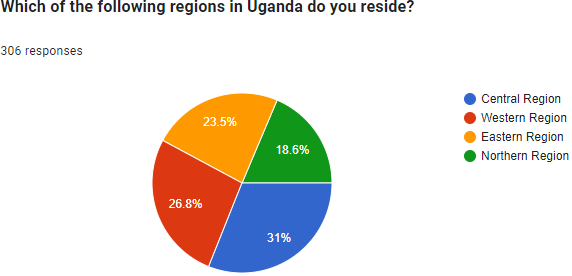 Which of the following regions in Uganda do you reside?
306 responses
Central Region
Western Region
Eastern Region
Northern Region
23.5%
18.6%
26.8%
31%